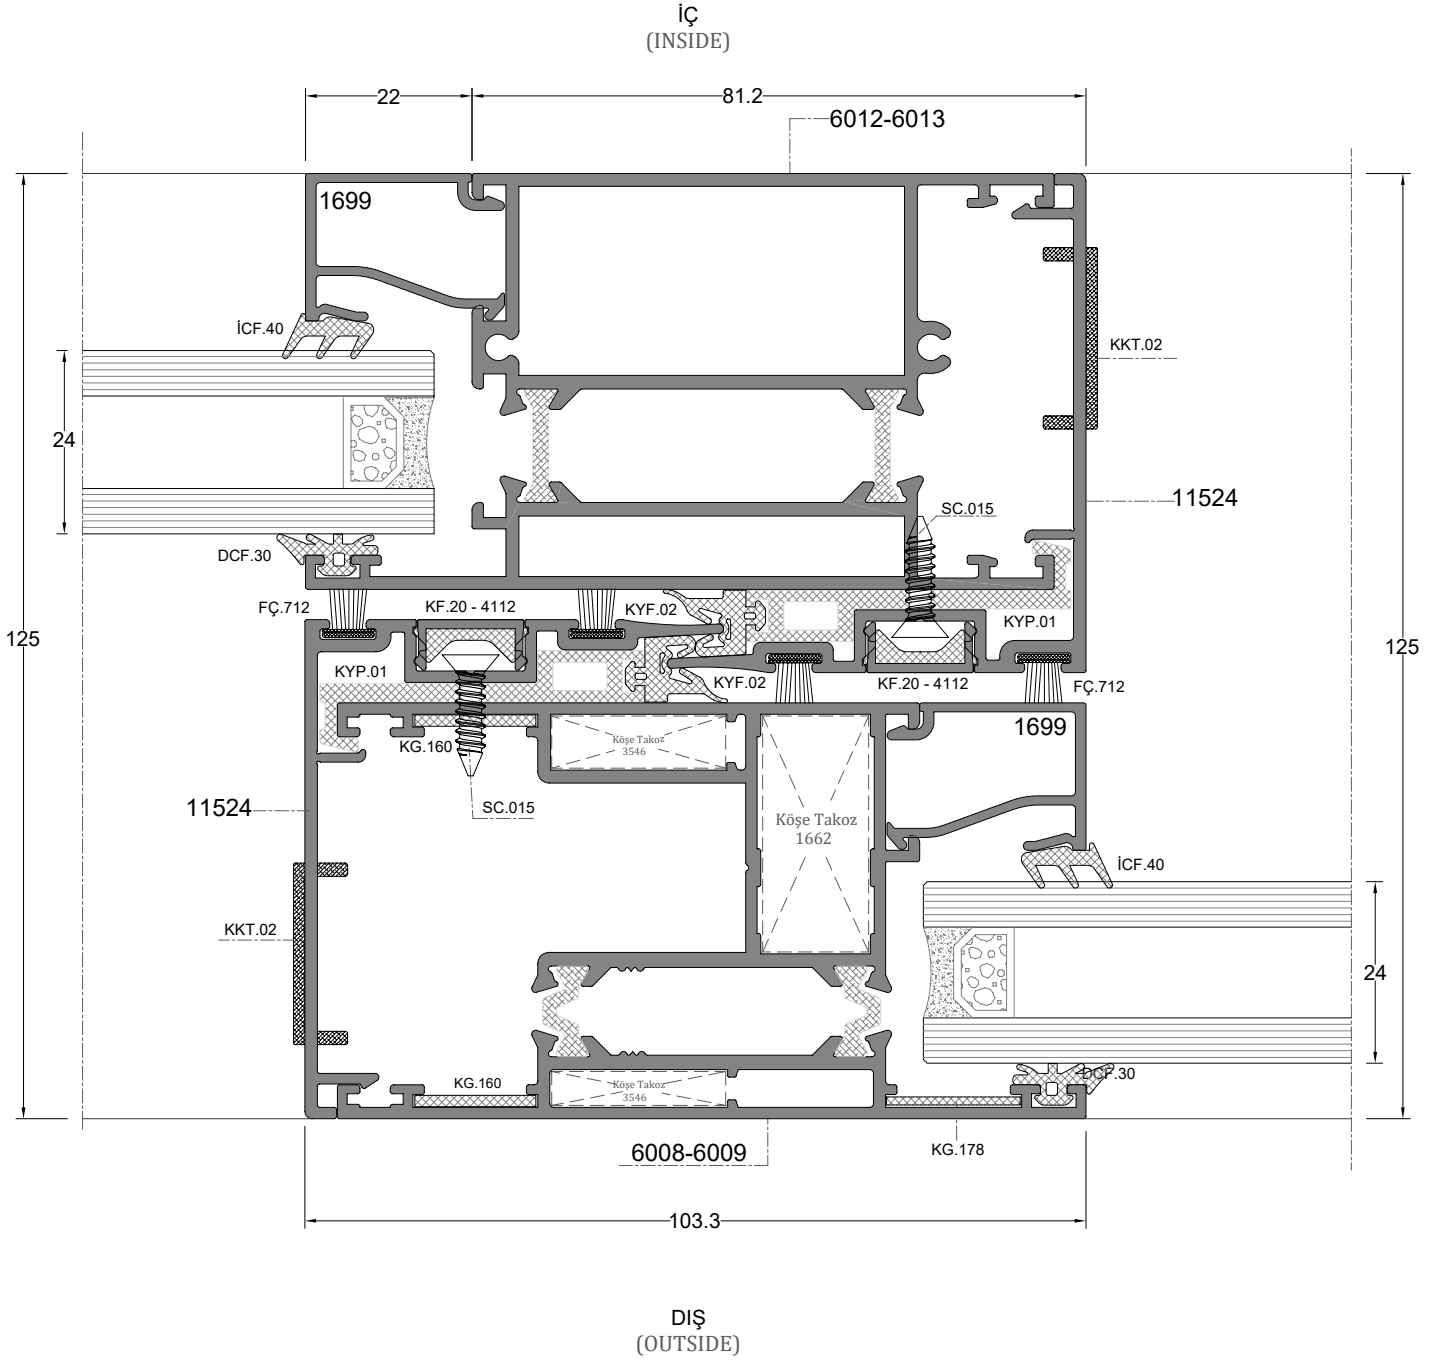 İÇ
(INSIDE)
22
81.2
6012-6013
1699
İCF.40
KKT.02
24
11524
SC.015
DCF.30
FÇ.712
KF.20 - 4112
KYF.02
KYP.01
125
125
KYP.01
KYF.02
KF.20 - 4112
FÇ.712
1699
KG.160
Köşe Takoz
3546
11524
SC.015
Köşe Takoz
1662
İCF.40
KKT.02
24
DCF.30
KG.160
Köşe Takoz
3546
6008-6009
KG.178
103.3
DIŞ
(OUTSIDE)